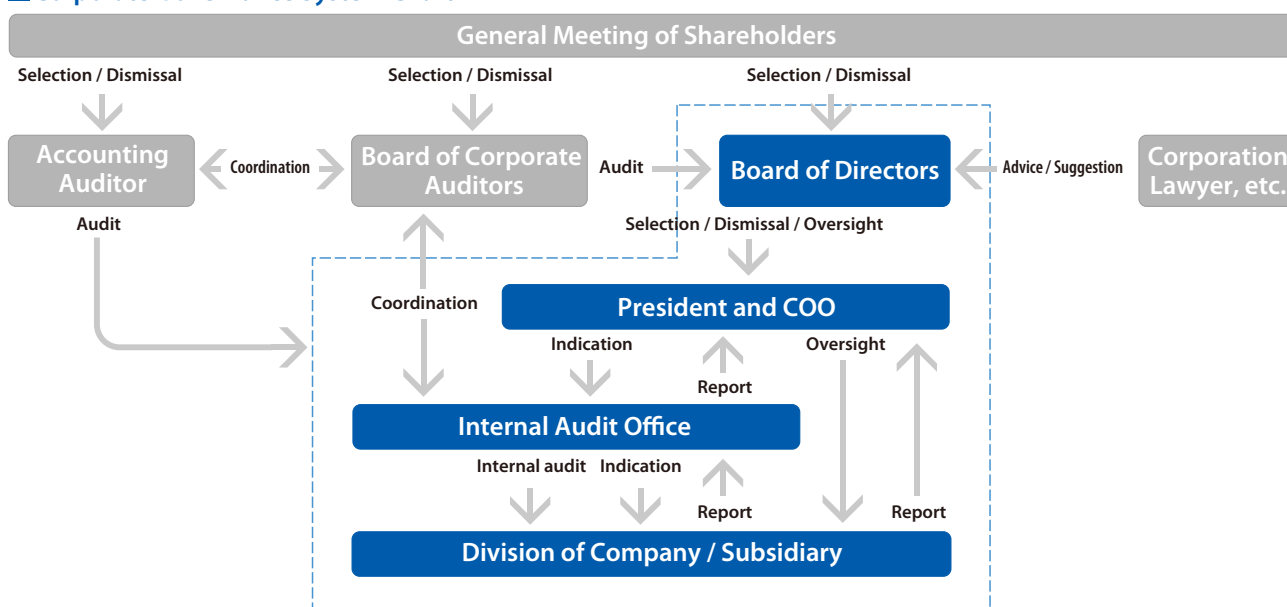 General Meeting of Shareholders
Selection / Dismissal
Selection / Dismissal
Selection / Dismissal
Accounting
Auditor
Coordination
Board of Corporate
Auditors
Audit
Board of Directors
Advice / Suggestion
Corporation
Lawyer, etc.
Audit
Selection / Dismissal / Oversight
Coordination
President and COO
Indication
Oversight
Report
Internal Audit Office
Internal audit
Indication
Report
Report
Division of Company / Subsidiary